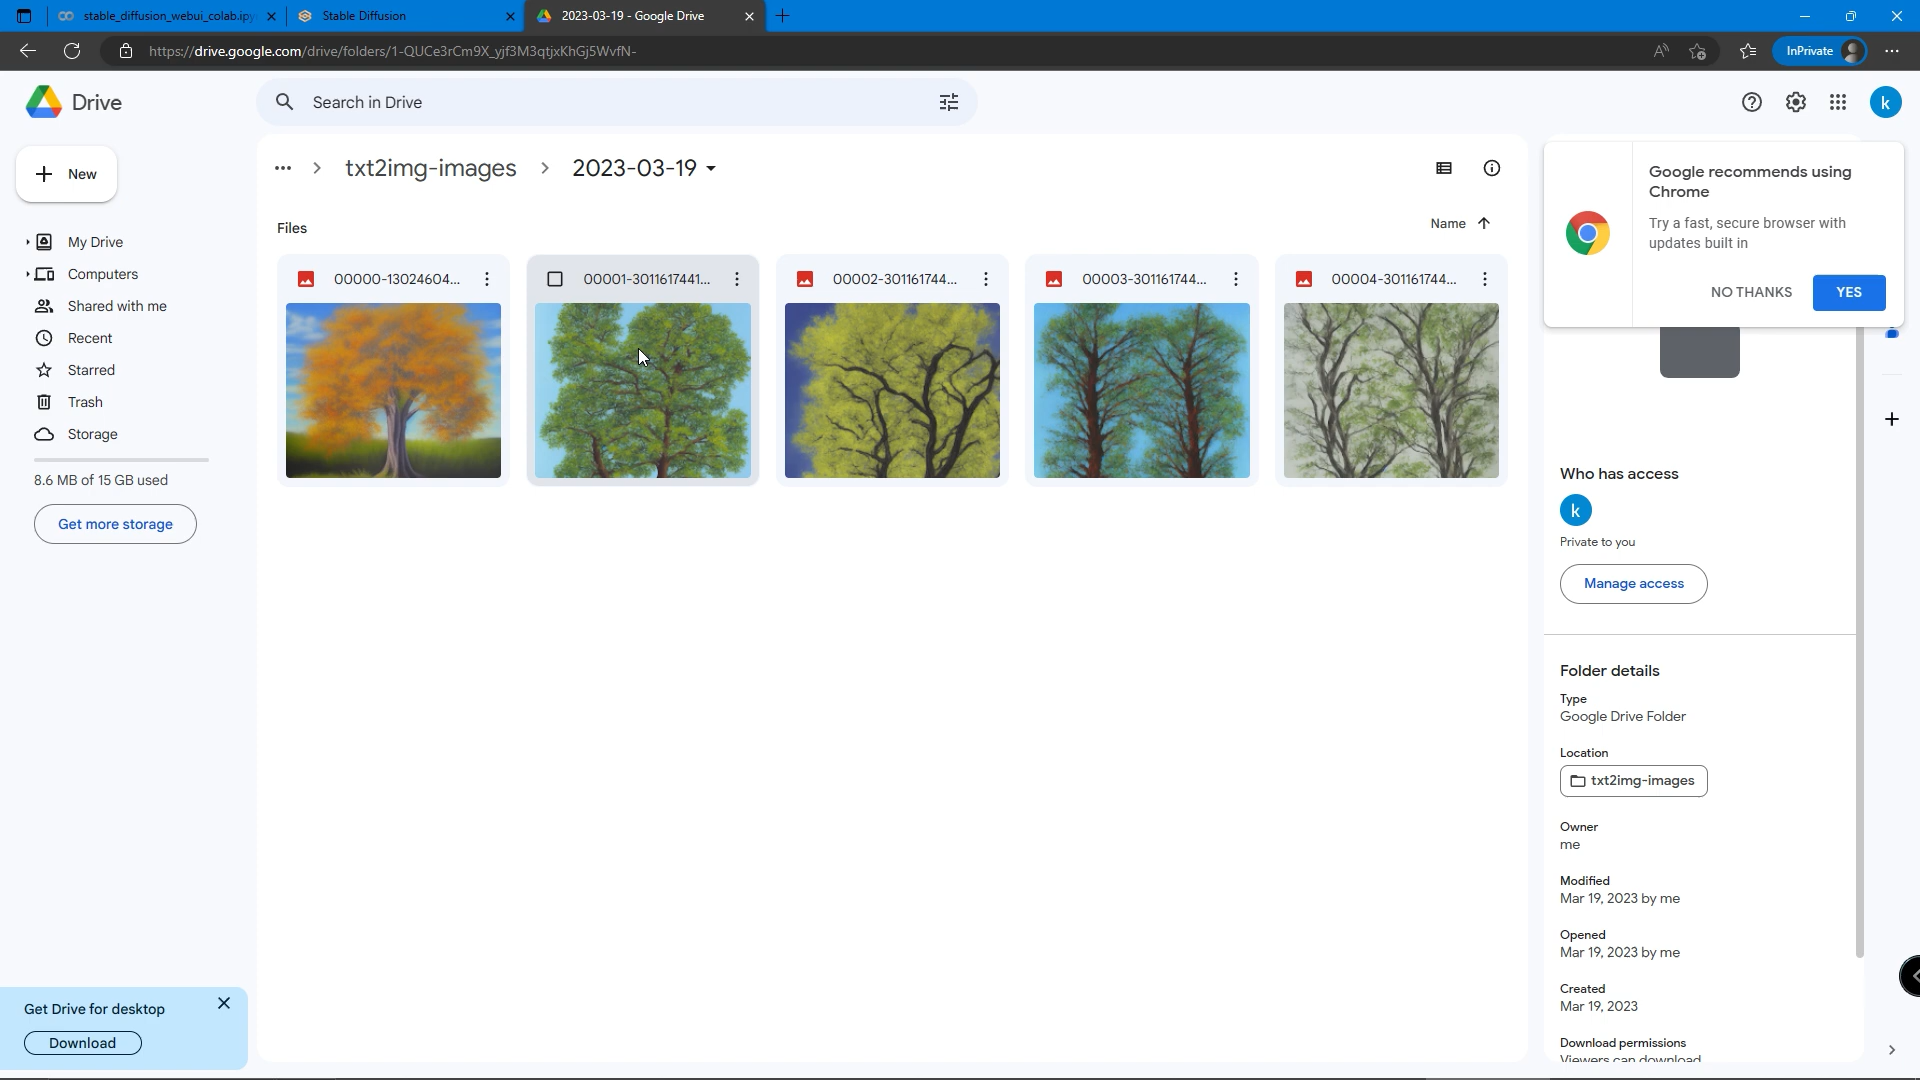 stable_diffusion_webui_colab.ipy
Stable Diffusion
2023-03-19 - Google Drive
https://drive.google.com/drive/folders/1-QUCe3rCm9X_yjf3M3qtjxKhGj5WvfN-
InPrivate
Drive
Search in Drive
k
New
... > txt2img-images > 2023-03-19
My Drive
Computers
Shared with me
Recent
Starred
Trash
Storage
8.6 MB of 15 GB used
Get more storage
Files
Name
00000-13024604...
00001-3011617441...
00002-301161744...
00003-301161744...
00004-301161744...
Google recommends using
Chrome
Try a fast, secure browser with
updates built in
NO THANKS
YES
Who has access
k
Private to you
Manage access
Folder details
Type
Google Drive Folder
Location
txt2img-images
Owner
me
Modified
Mar 19, 2023 by me
Opened
Mar 19, 2023 by me
Created
Mar 19, 2023
Download permissions
Viewers can download
Get Drive for desktop
Download